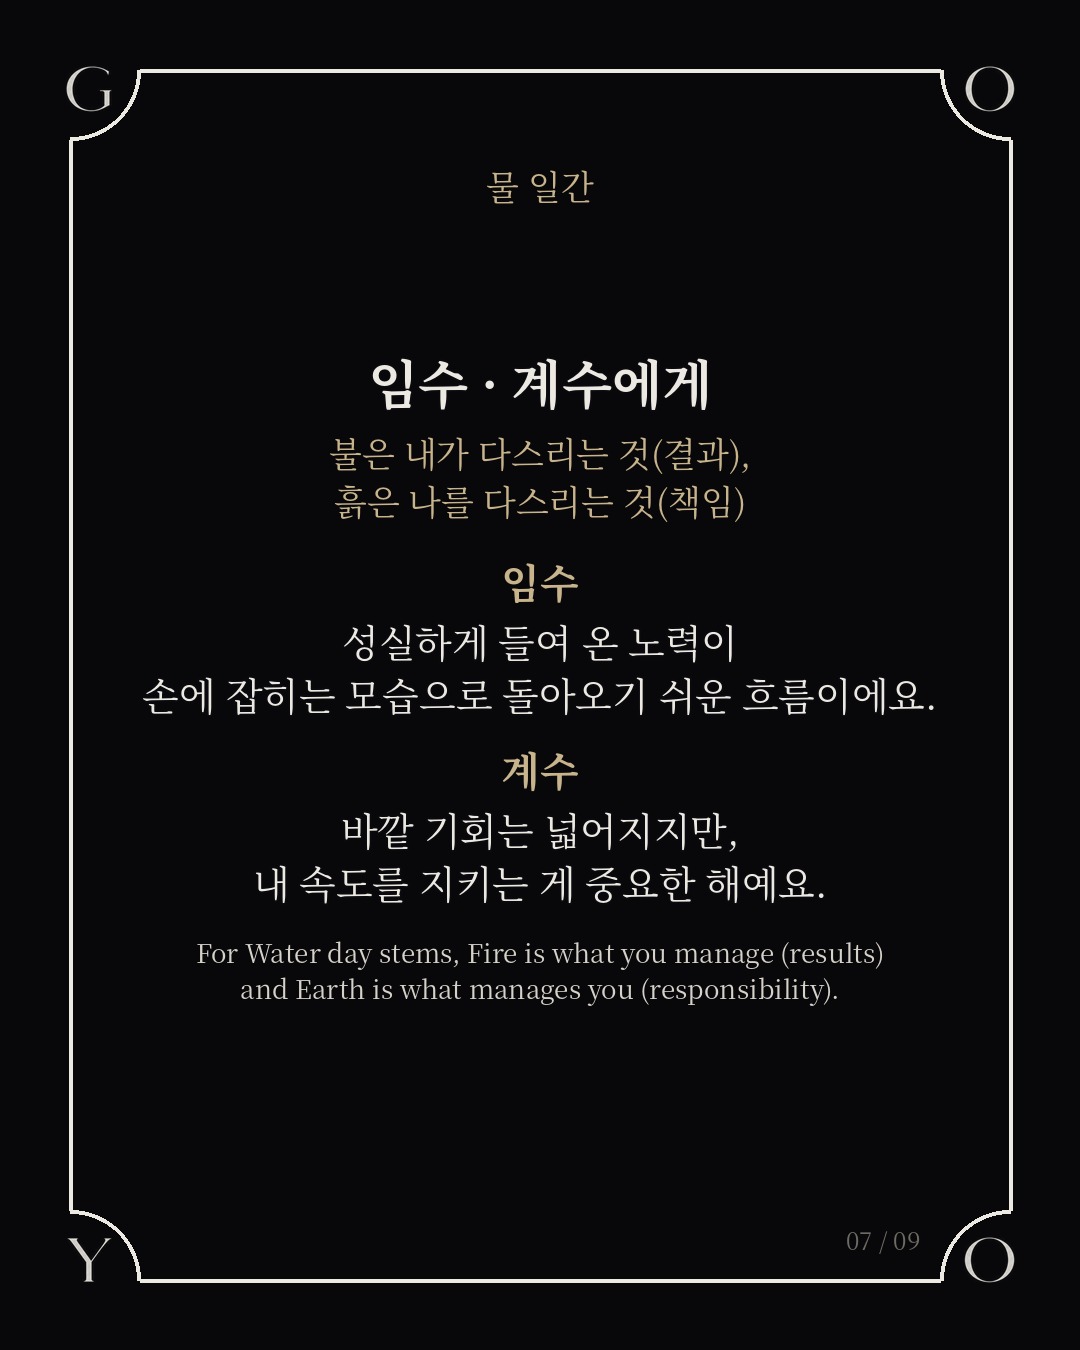 G O
물 일간
임수 · 계수에게
불은 내가 다스리는 것(결과),
흙은 나를 다스리는 것(책임)
임수
성실하게 들여 온 노력이
손에 잡히는 모습으로 돌아오기 쉬운 흐름이에요.
계수
바깥 기회는 넓어지지만,
내 속도를 지키는 게 중요한 해예요.
For Water day stems, Fire is what you manage (results)
and Earth is what manages you (responsibility).
07 / 09
Y O